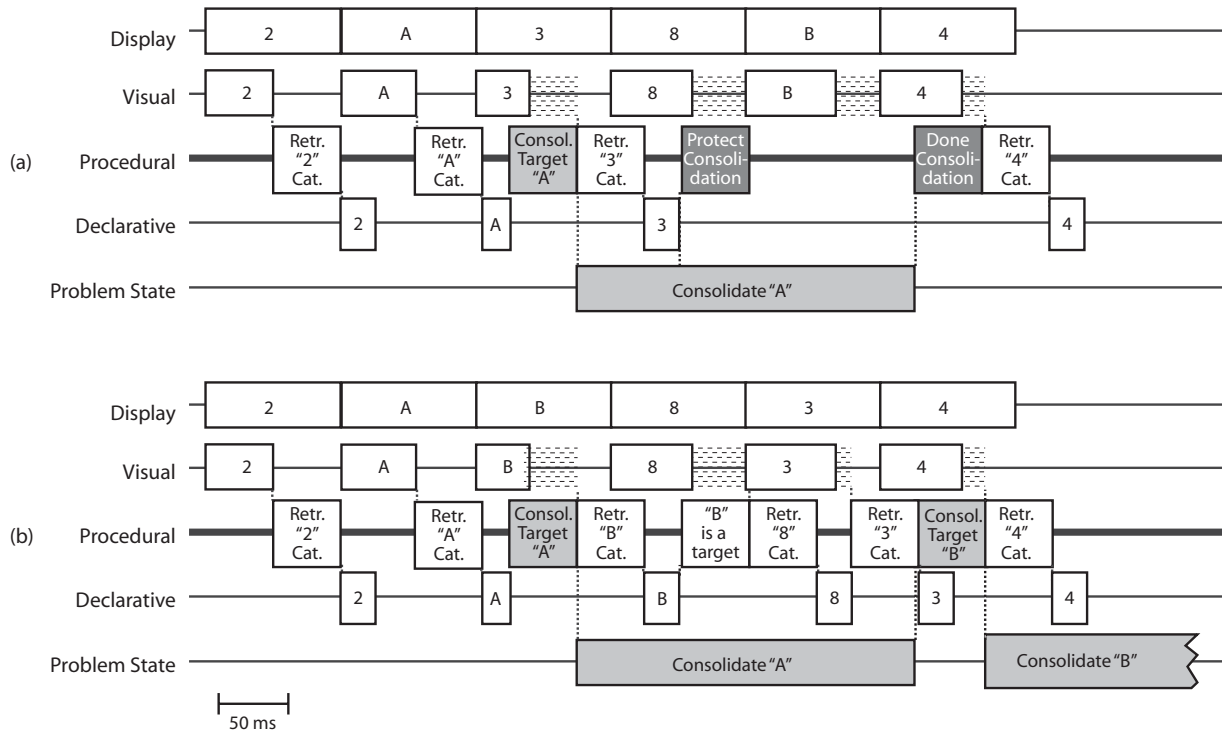 Display 2 A 3 8 B 4
Visual 2 A 3 8 B 4
(a) Procedural
Retr. “2” Cat.
Retr. “A” Cat.
Consol. Target “A”
Retr. “3” Cat.
Protect Consoli- dation
Done Consoli- dation
Retr. “4” Cat.
Declarative 2 A 3 4
Problem State Consolidate “A”
Display 2 A B 8 3 4
Visual 2 A B 8 3 4
(b) Procedural
Retr. “2” Cat.
Retr. “A” Cat.
Consol. Target “A”
Retr. “B” Cat.
“B” is a target
Retr. “8” Cat.
Retr. “3” Cat.
Consol. Target “B”
Retr. “4” Cat.
Declarative 2 A B 8 3 4
Problem State Consolidate “A” Consolidate “B”
50 ms